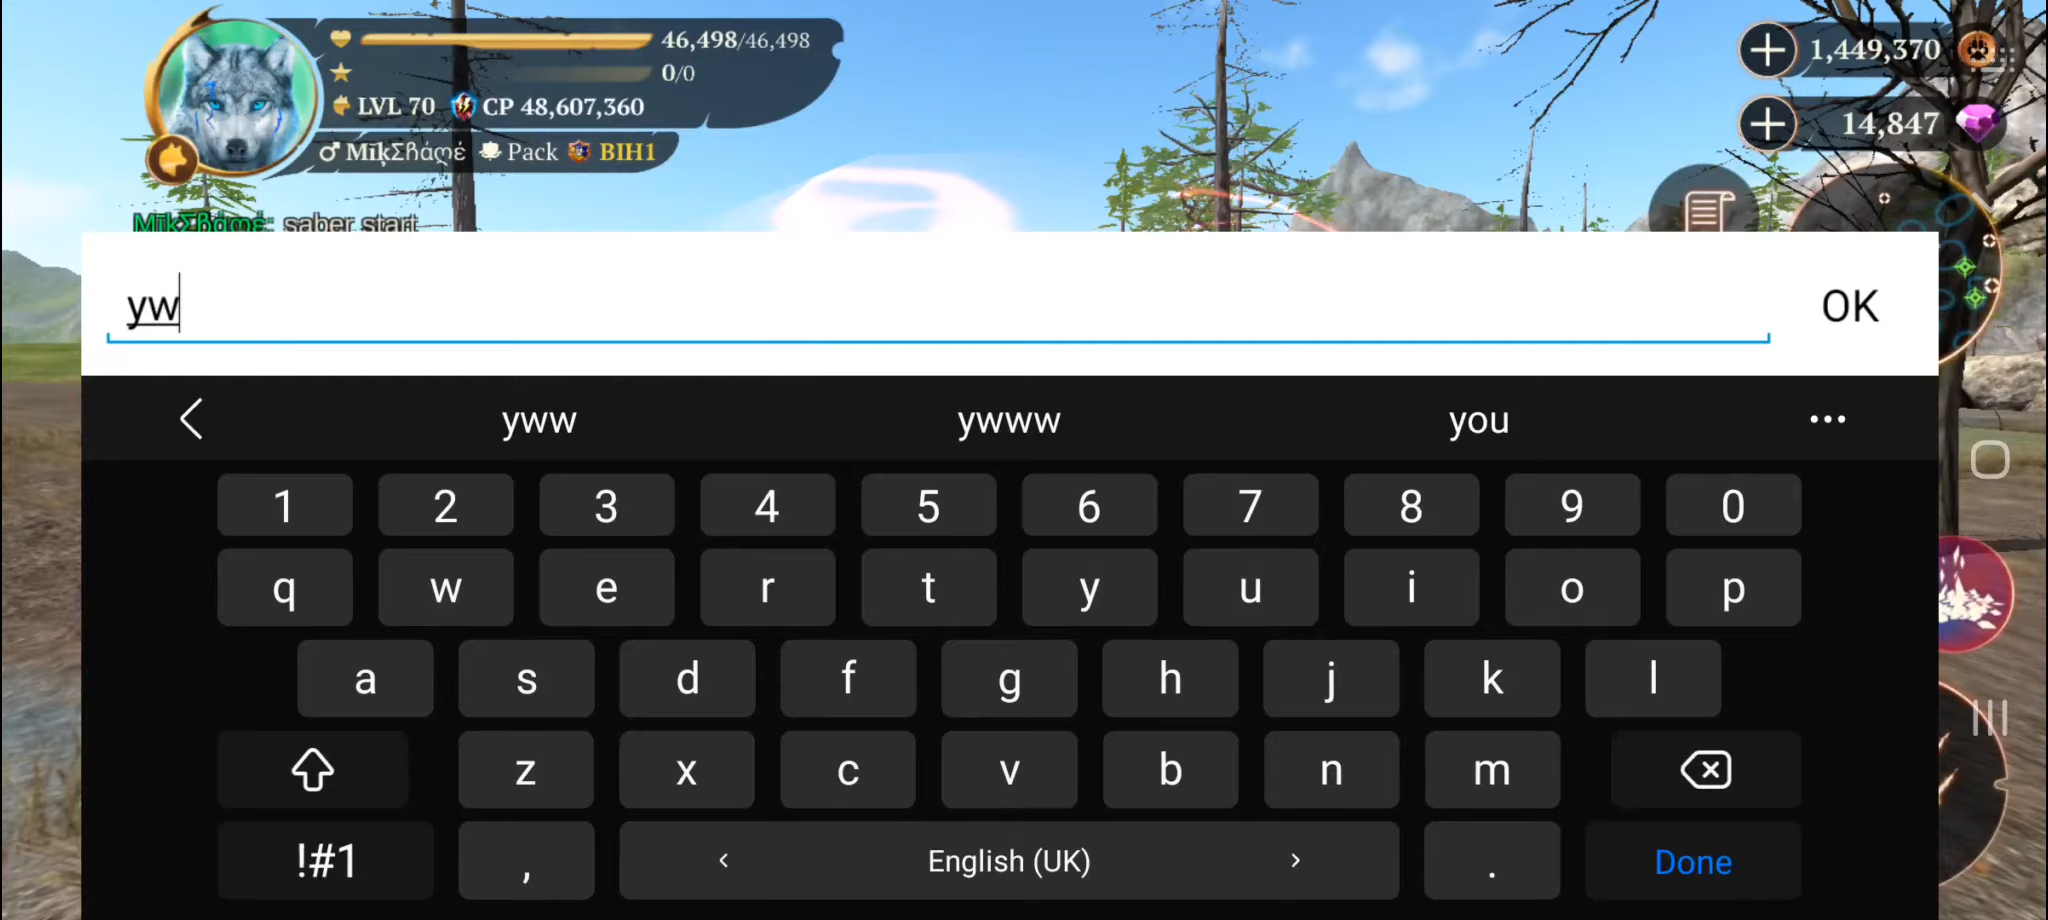 46,498/46,498
1,449,370
0/0
LVL 70 CP 48,607,360
14,847
♂ MīķΣɦάϼέ Pack BIH1
MīķΣɦάϼέ: saber start
yw
OK
yww ywww you
1 2 3 4 5 6 7 8 9 0
q w e r t y u i o p
a s d f g h j k l
z x c v b n m
!#1 , English (UK) . Done